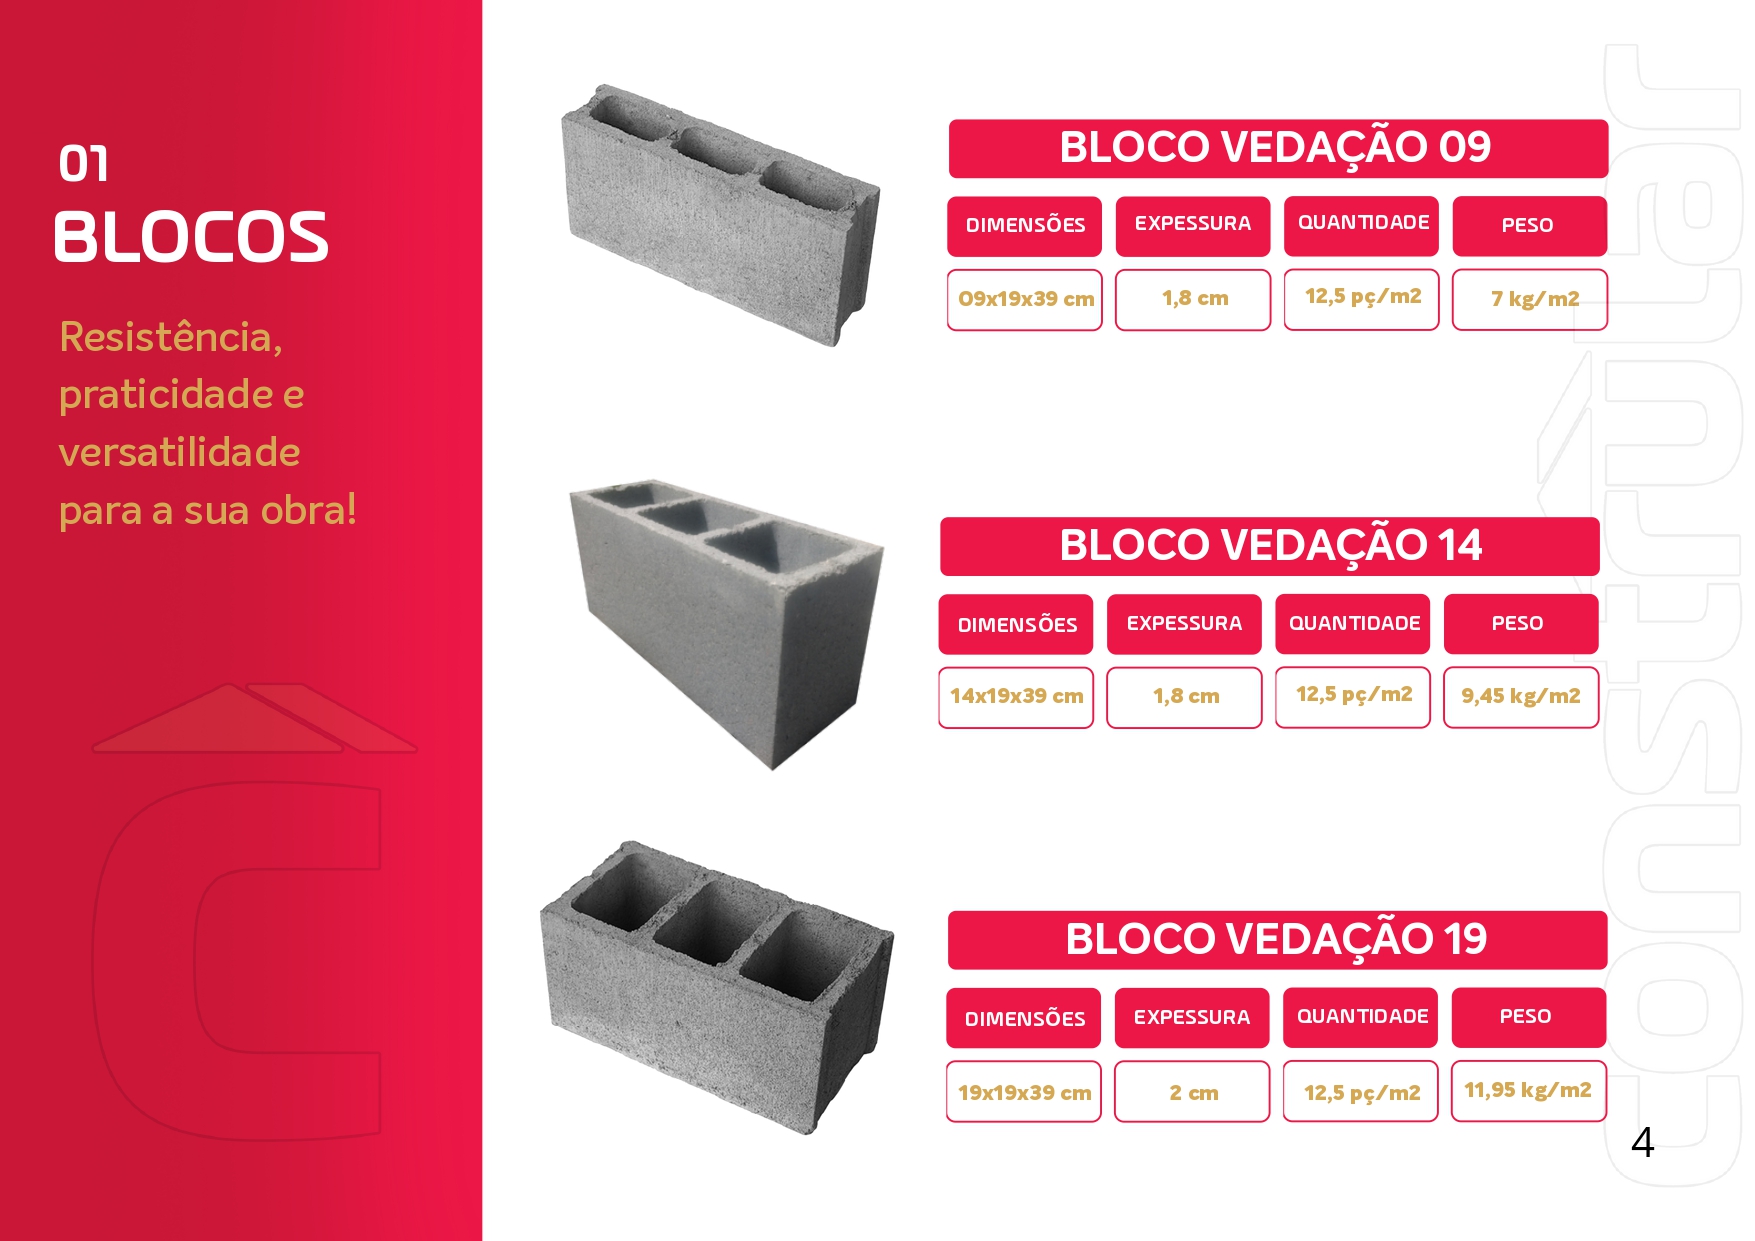 01
BLOCOS
Resistência,
praticidade e
versatilidade
para a sua obra!
BLOCO VEDAÇÃO 09
DIMENSÕES EXPESSURA QUANTIDADE PESO
09x19x39 cm 1,8 cm 12,5 pç/m2 7 kg/m2
BLOCO VEDAÇÃO 14
DIMENSÕES EXPESSURA QUANTIDADE PESO
14x19x39 cm 1,8 cm 12,5 pç/m2 9,45 kg/m2
BLOCO VEDAÇÃO 19
DIMENSÕES EXPESSURA QUANTIDADE PESO
19x19x39 cm 2 cm 12,5 pç/m2 11,95 kg/m2
4
construtar